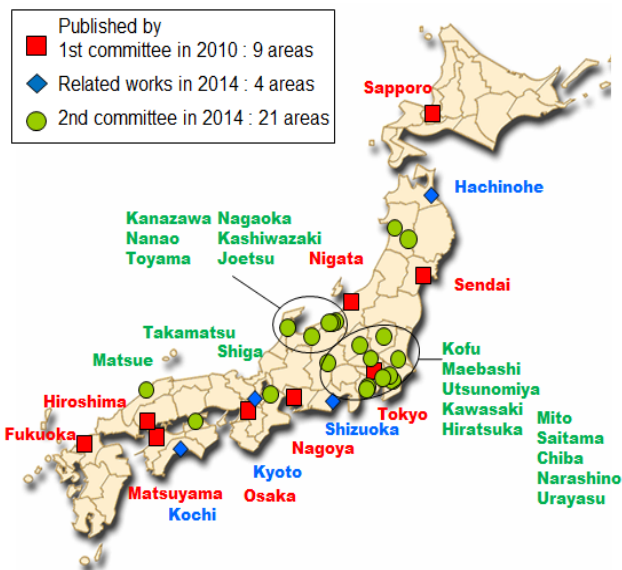 Published by
1st committee in 2010 : 9 areas
Related works in 2014 : 4 areas
2nd committee in 2014 : 21 areas
Sapporo
Hachinohe
Kanazawa Nagaoka
Nanao Kashiwazaki
Toyama Joetsu
Nigata
Sendai
Takamatsu
Shiga
Matsue
Kofu
Maebashi
Utsunomiya
Kawasaki
Hiratsuka
Mito
Saitama
Chiba
Narashino
Urayasu
Hiroshima
Tokyo
Shizuoka
Fukuoka
Nagoya
Kyoto
Matsuyama
Osaka
Kochi